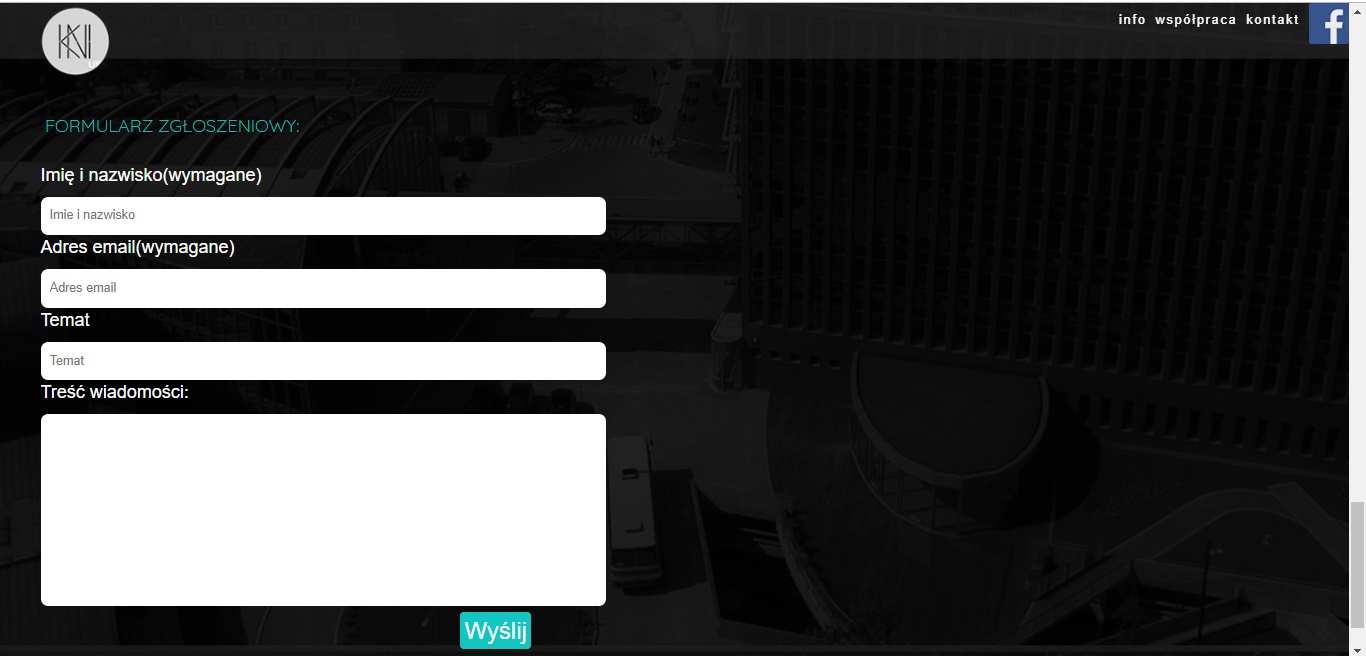 info współpraca kontakt
FORMULARZ ZGŁOSZENIOWY:
Imię i nazwisko(wymagane)
Imie i nazwisko
Adres email(wymagane)
Adres email
Temat
Temat
Treść wiadomości:
Wyślij